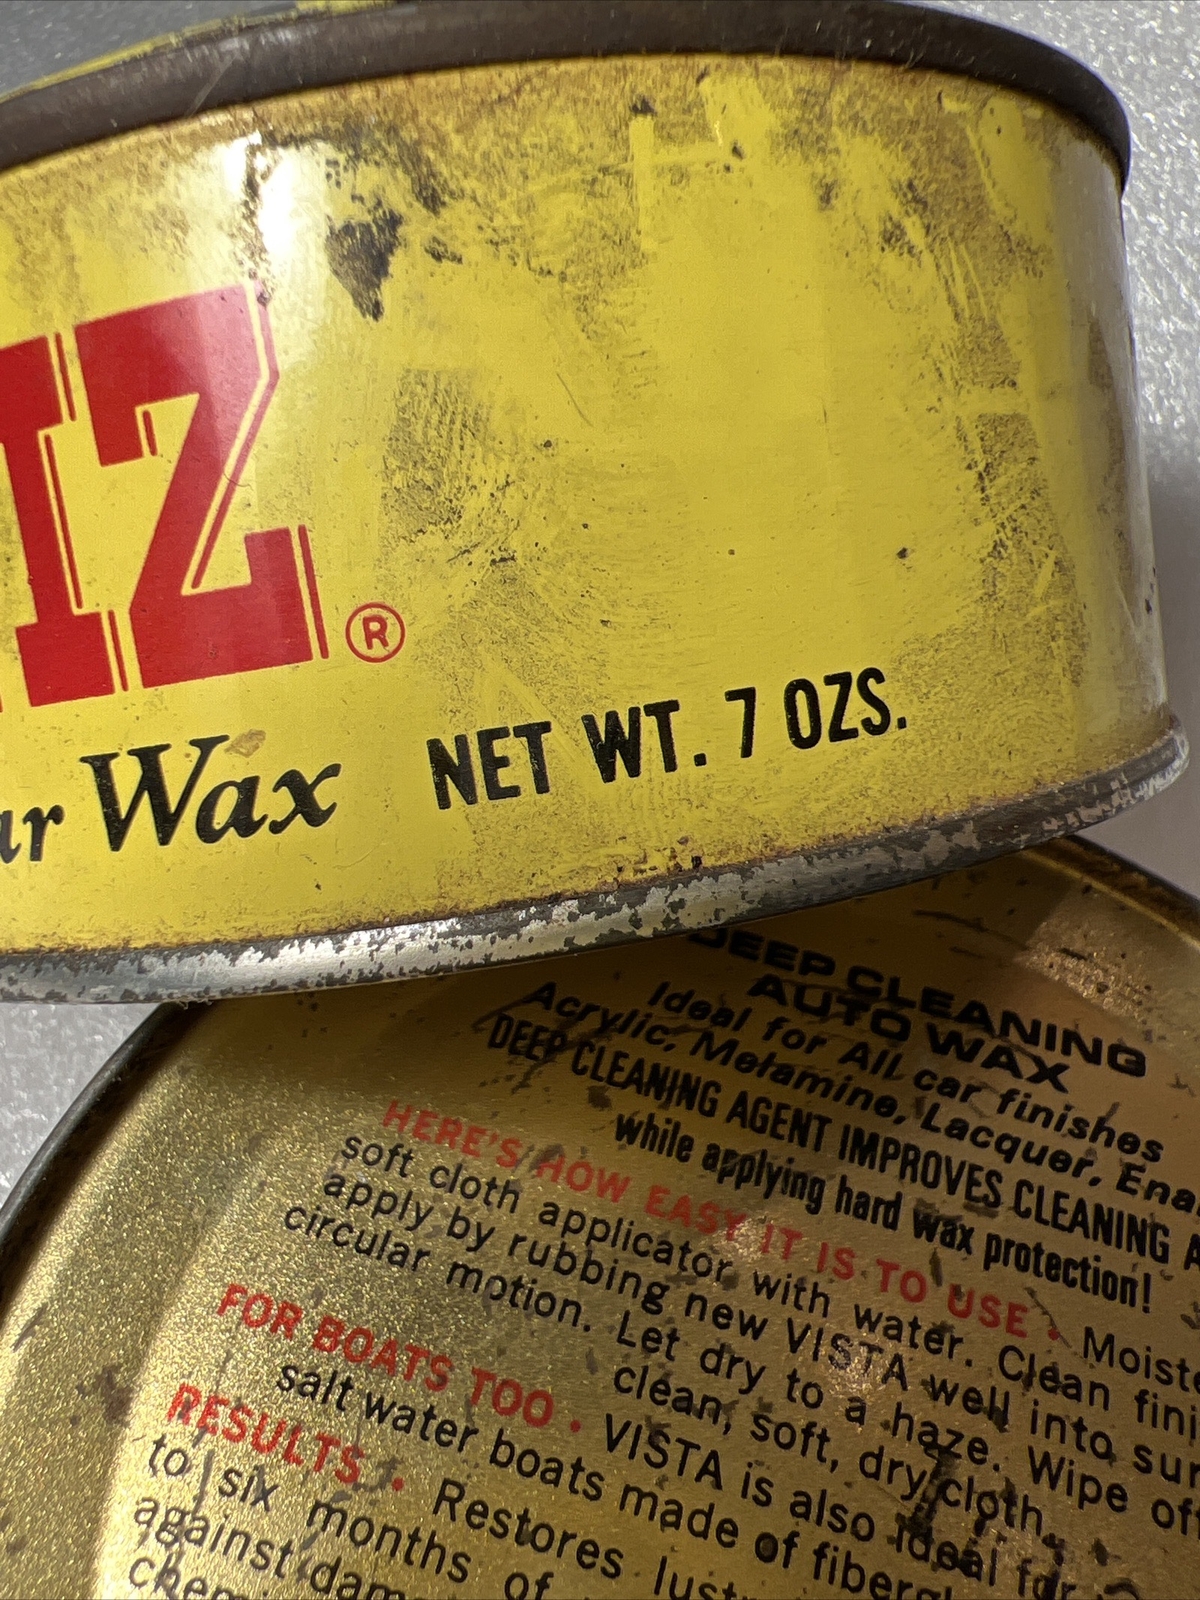 IZ®
Wax NET WT. 7 OZS.
DEEP CLEANING
AUTO WAX
Ideal for All car finishes
Acrylic, Melamine, Lacquer,
DEEP CLEANING AGENT IMPROVES CLEANING
while applying hard wax protection!
HERE'S HOW EASY IT IS TO USE •
soft cloth applicator with water. Clean
apply by rubbing new VISTA well into
circular motion. Let dry to a haze. Wipe
clean, soft, dry cloth.
FOR BOATS TOO • VISTA is also ideal for
salt water boats made of
RESULTS • Restores
to six months of
against